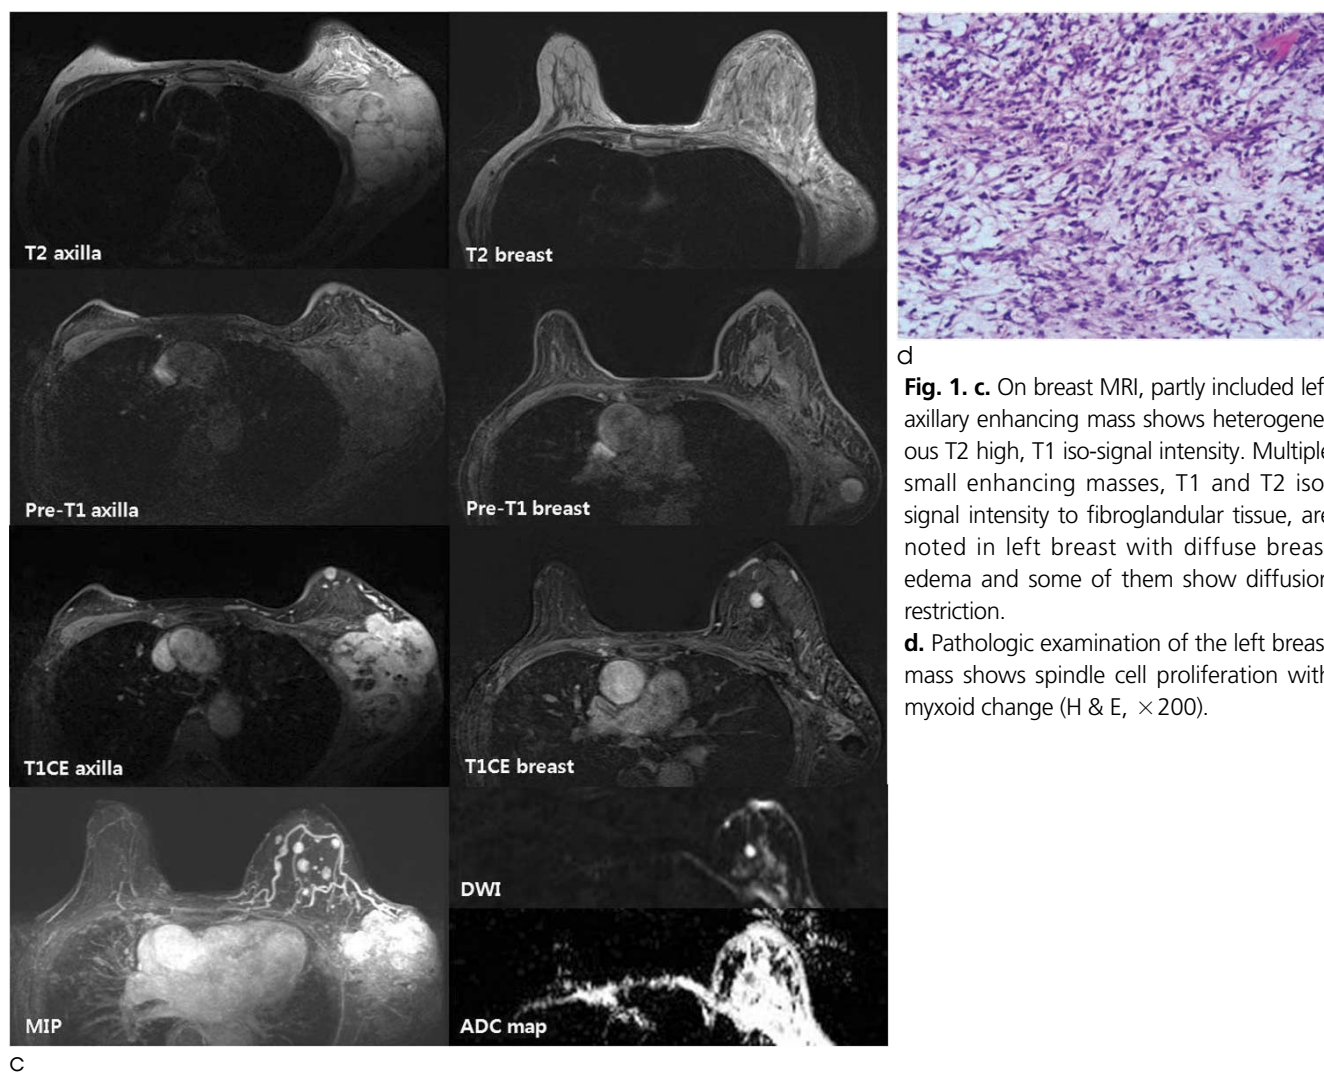 T2 axilla
T2 breast
Pre-T1 axilla
Pre-T1 breast
T1CE axilla
T1CE breast
MIP
DWI
ADC map
c
d
Fig. 1. c. On breast MRI, partly included lef
axillary enhancing mass shows heterogene
ous T2 high, T1 iso-signal intensity. Multiple
small enhancing masses, T1 and T2 iso
signal intensity to fibroglandular tissue, are
noted in left breast with diffuse breas
edema and some of them show diffusion
restriction.
d. Pathologic examination of the left breas
mass shows spindle cell proliferation with
myxoid change (H & E, ×200).